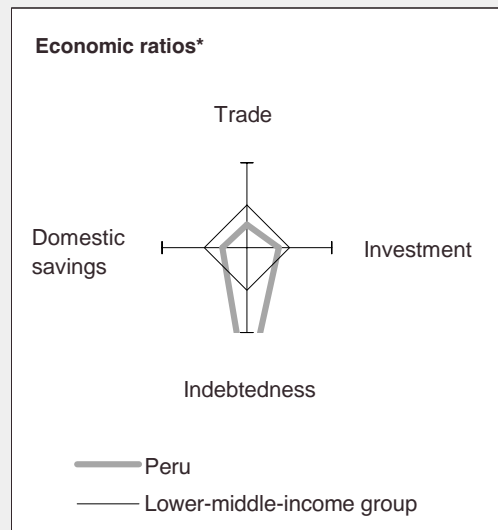 Economic ratios*
Trade
Domestic
savings
Investment
Indebtedness
Peru
Lower-middle-income group